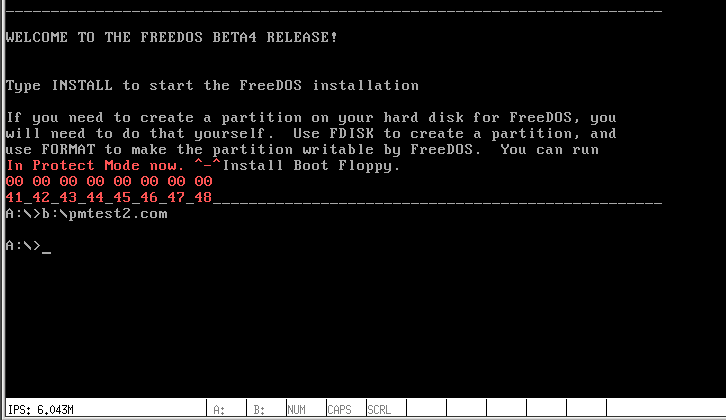 WELCOME TO THE FREEDOS BETA4 RELEASE!
Type INSTALL to start the FreeDOS installation
If you need to create a partition on your hard disk for FreeDOS, you
will need to do that yourself.  Use FDISK to create a partition, and
use FORMAT to make the partition writable by FreeDOS.  You can run
In Protect Mode now. ^-^Install Boot Floppy.
00 00 00 00 00 00 00 00
41_42_43_44_45_46_47_48
A:\>b:\pmtest2.com
A:\>_
IPS: 6.043M A: B: NUM CAPS SCRL